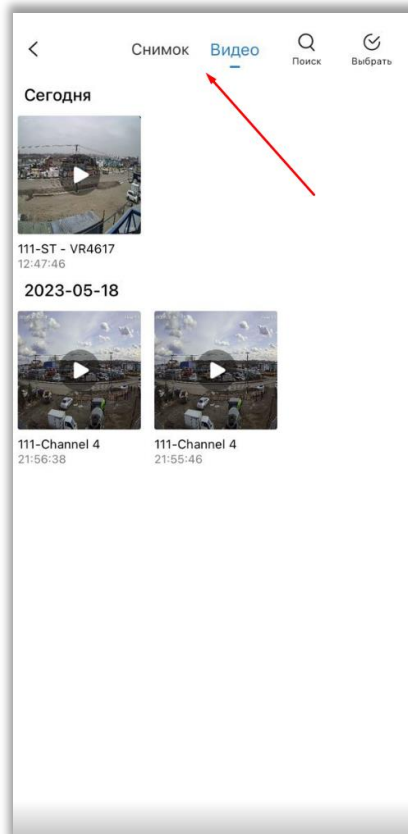 Снимок Видео Поиск Выбрать
Сегодня
111-ST - VR4617
12:47:46
2023-05-18
111-Channel 4 111-Channel 4
21:56:38 21:55:46